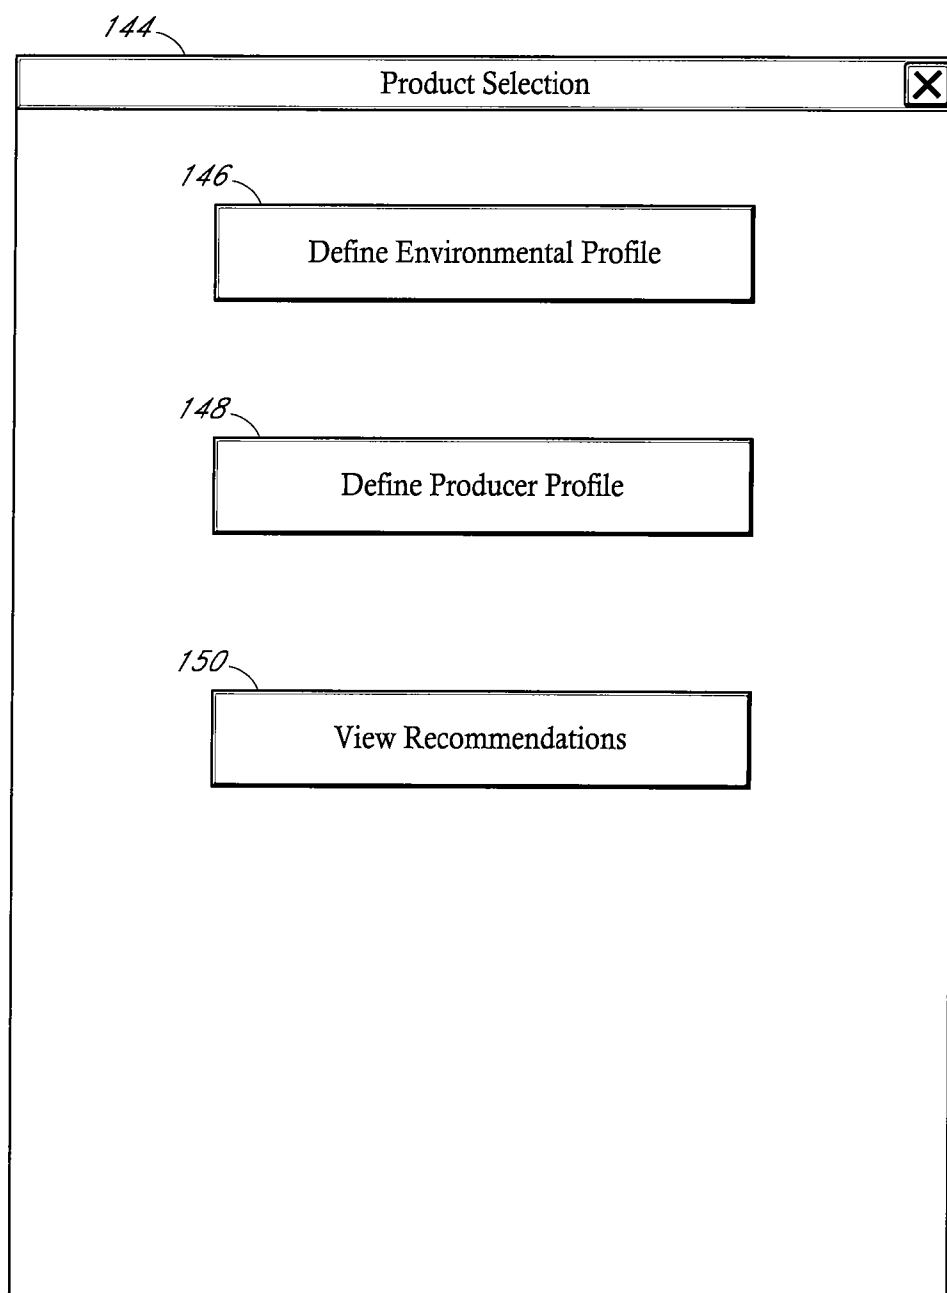 144
Product Selection
146
Define Environmental Profile
148
Define Producer Profile
150
View Recommendations